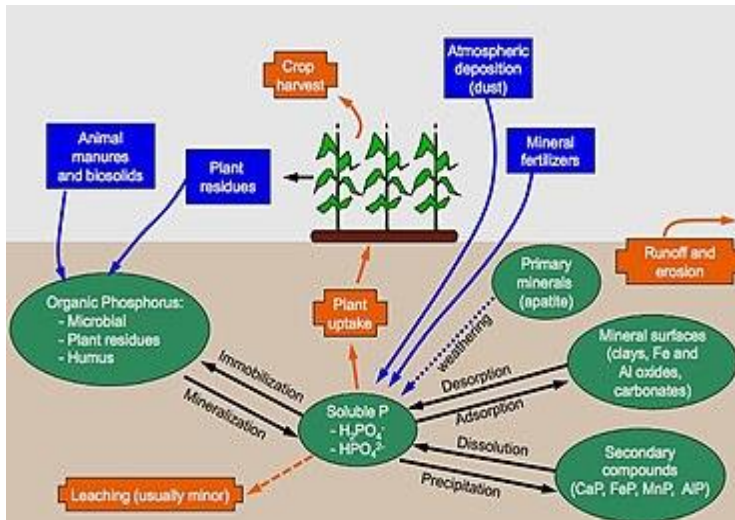 Crop
harvest
Atmospheric
deposition
(dust)
Animal
manures
and biosolids
Plant
residues
Mineral
fertilizers
Runoff and
erosion
Primary
minerals
(apatite)
Organic Phosphorus:
- Microbial
- Plant residues
- Humus
Plant
uptake
weathering
Mineral surfaces
(clays, Fe and
Al oxides,
carbonates)
Immobilization
Mineralization
Desorption
Adsorption
Soluble P
- H₂PO₄⁻
- HPO₄²⁻
Dissolution
Precipitation
Secondary
compounds
(CaP, FeP, MnP, AlP)
Leaching (usually minor)